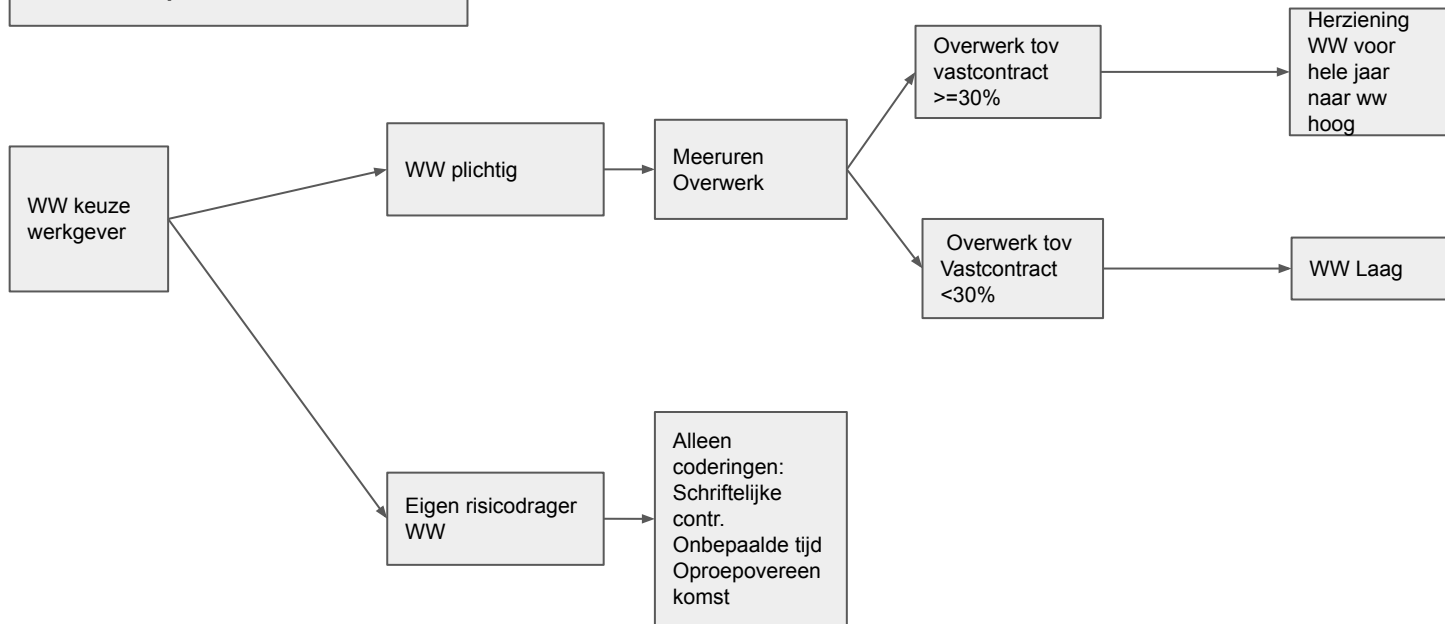 WW keuze
werkgever
WW plichtig
Meeruren
Overwerk
Overwerk tov
vastcontract
>=30%
Herziening
WW voor
hele jaar
naar ww
hoog
Overwerk tov
Vastcontract
<30%
WW Laag
Eigen risicodrager
WW
Alleen
coderingen:
Schriftelijke
contr.
Onbepaalde tijd
Oproepovereen
komst